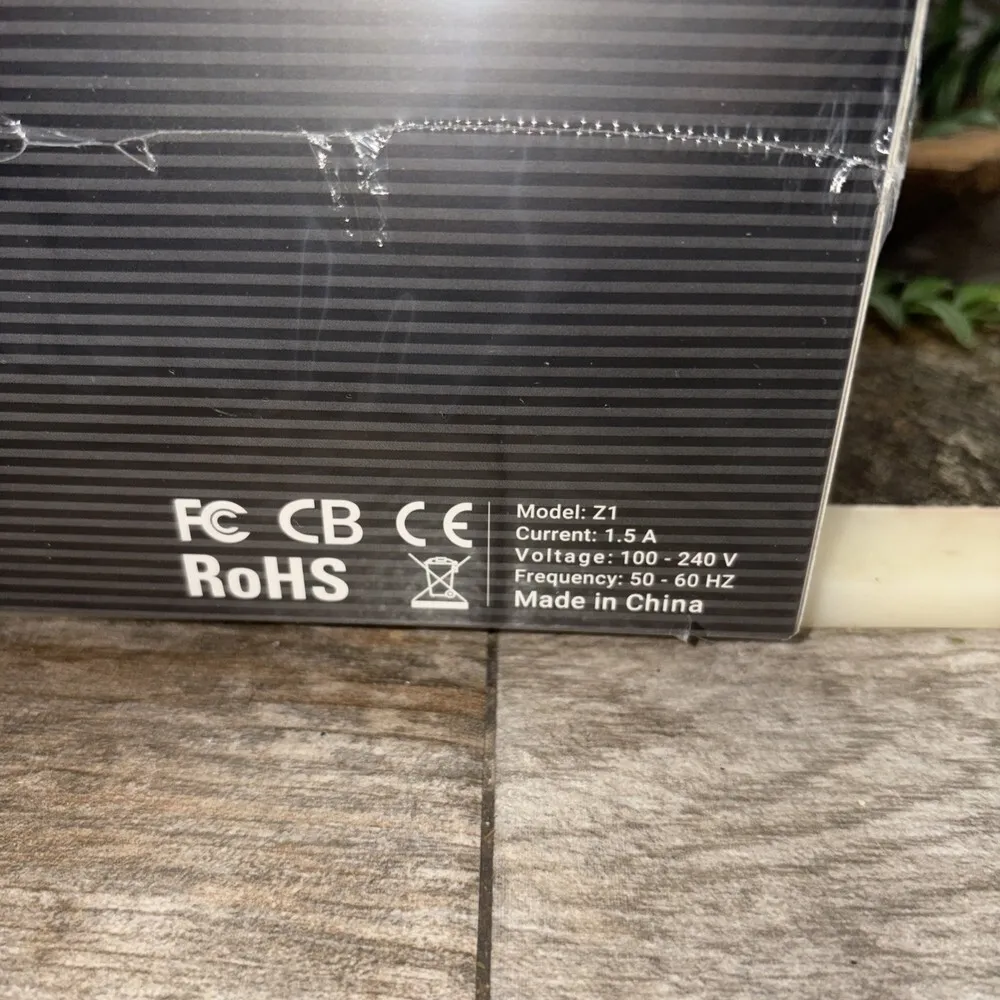 FC CB CE
RoHS
Model: Z1
Current: 1.5 A
Voltage: 100 - 240 V
Frequency: 50 - 60 HZ
Made in China